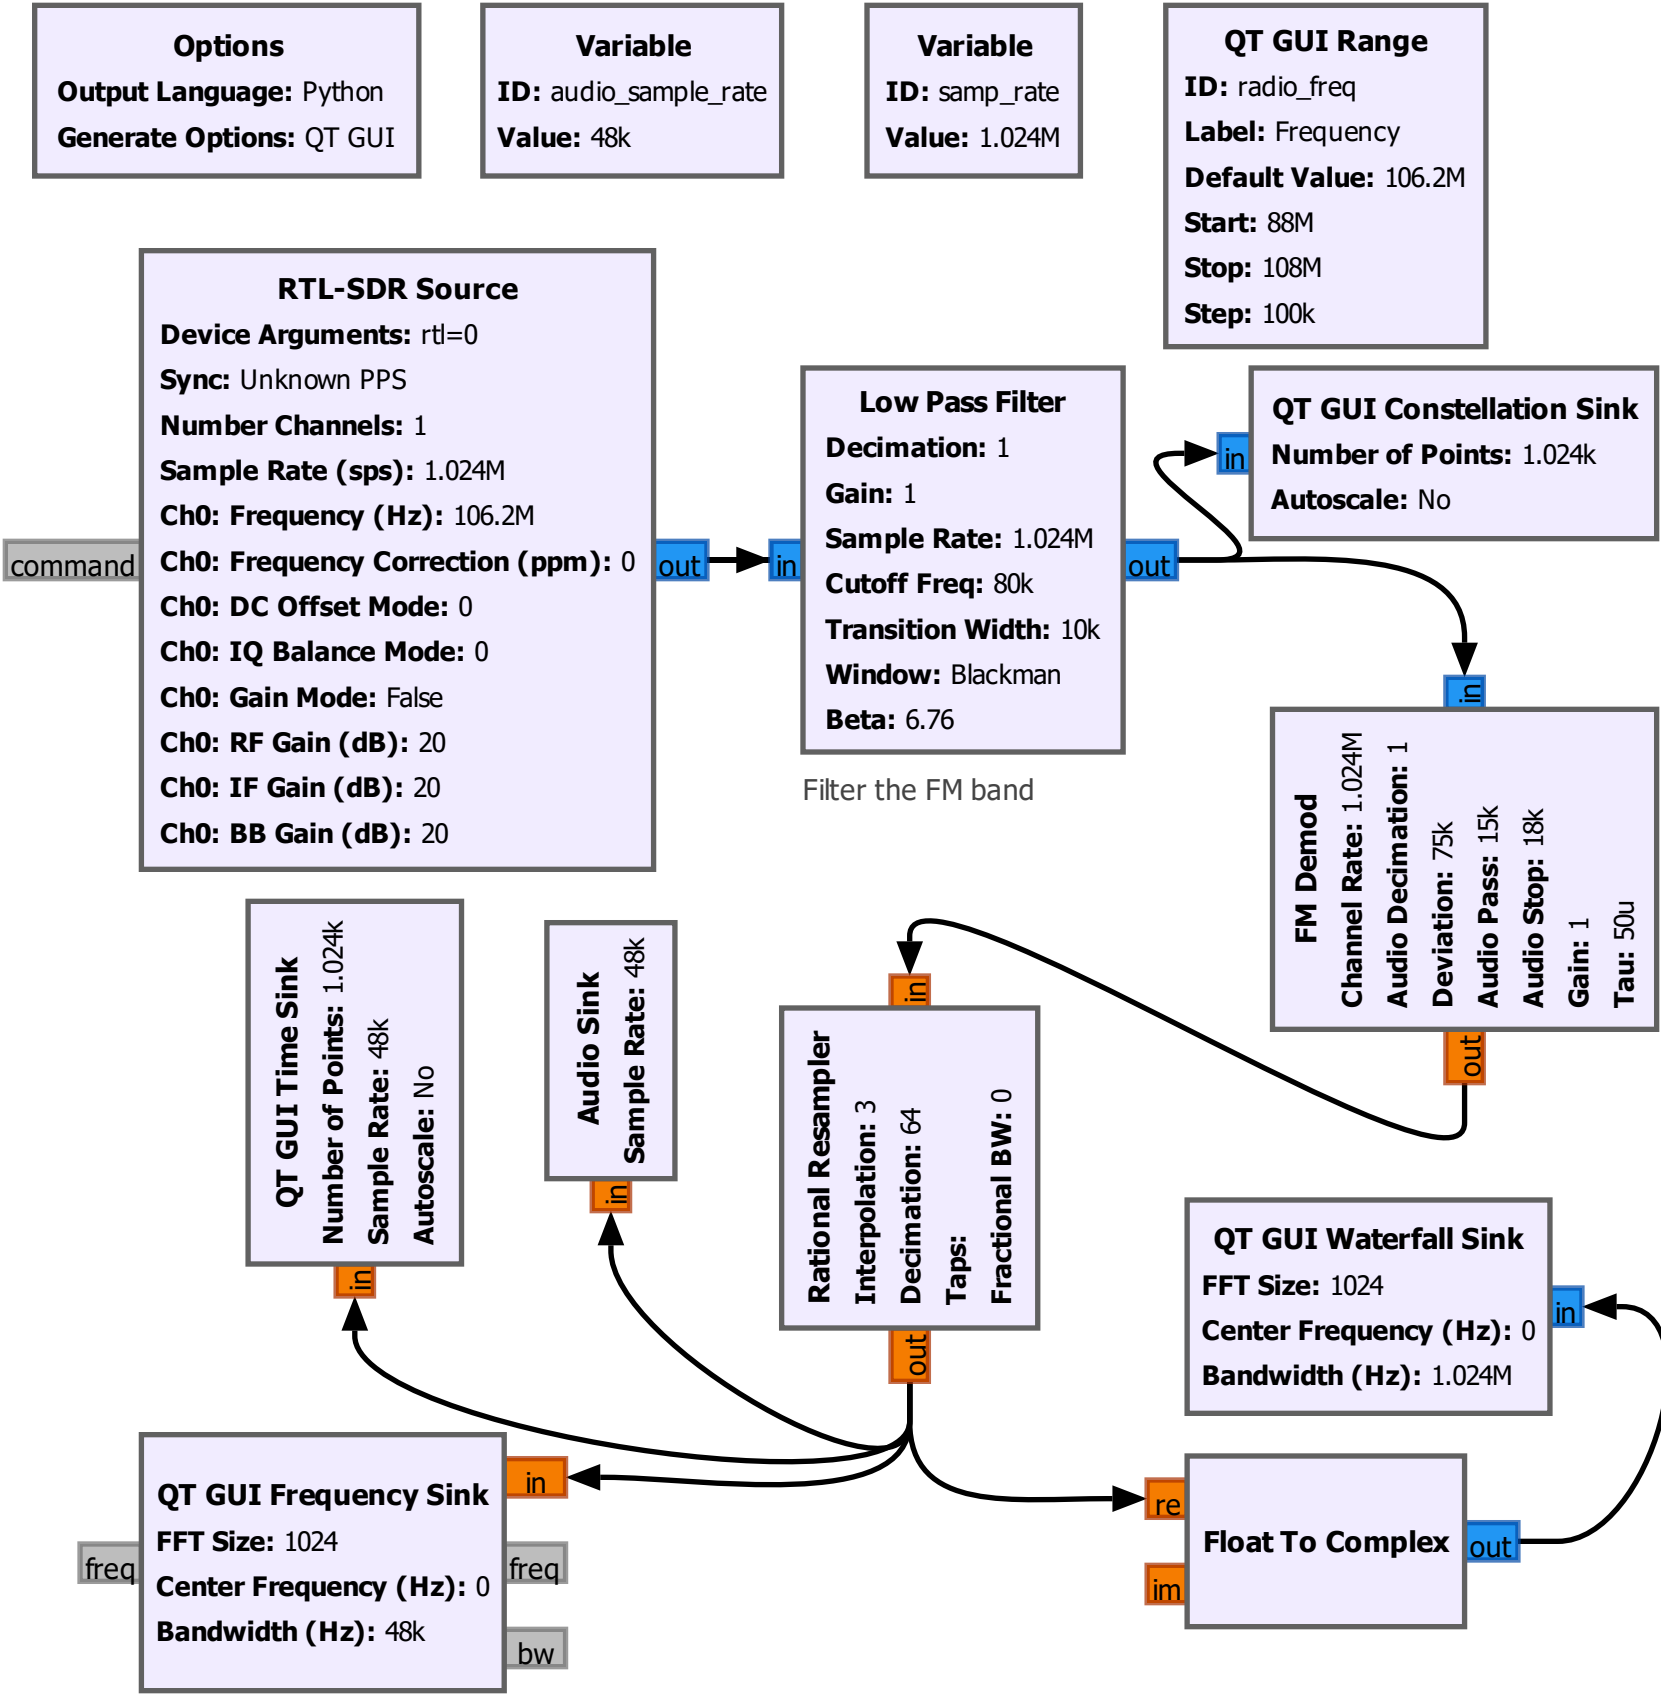 Options
Output Language: Python
Generate Options: QT GUI
Variable
ID: audio_sample_rate
Value: 48k
Variable
ID: samp_rate
Value: 1.024M
QT GUI Range
ID: radio_freq
Label: Frequency
Default Value: 106.2M
Start: 88M
Stop: 108M
Step: 100k
RTL-SDR Source
Device Arguments: rtl=0
Sync: Unknown PPS
Number Channels: 1
Sample Rate (sps): 1.024M
Ch0: Frequency (Hz): 106.2M
Ch0: Frequency Correction (ppm): 0
Ch0: DC Offset Mode: 0
Ch0: IQ Balance Mode: 0
Ch0: Gain Mode: False
Ch0: RF Gain (dB): 20
Ch0: IF Gain (dB): 20
Ch0: BB Gain (dB): 20
command
out
in
Low Pass Filter
Decimation: 1
Gain: 1
Sample Rate: 1.024M
Cutoff Freq: 80k
Transition Width: 10k
Window: Blackman
Beta: 6.76
out
Filter the FM band
in
QT GUI Constellation Sink
Number of Points: 1.024k
Autoscale: No
in
FM Demod
Channel Rate: 1.024M
Audio Decimation: 1
Deviation: 75k
Audio Pass: 15k
Audio Stop: 18k
Gain: 1
Tau: 50u
out
QT GUI Time Sink
Number of Points: 1.024k
Sample Rate: 48k
Autoscale: No
in
Audio Sink
Sample Rate: 48k
in
in
Rational Resampler
Interpolation: 3
Decimation: 64
Taps:
Fractional BW: 0
out
QT GUI Waterfall Sink
FFT Size: 1024
Center Frequency (Hz): 0
Bandwidth (Hz): 1.024M
in
QT GUI Frequency Sink
FFT Size: 1024
Center Frequency (Hz): 0
Bandwidth (Hz): 48k
in
freq
freq
bw
re
im
Float To Complex
out